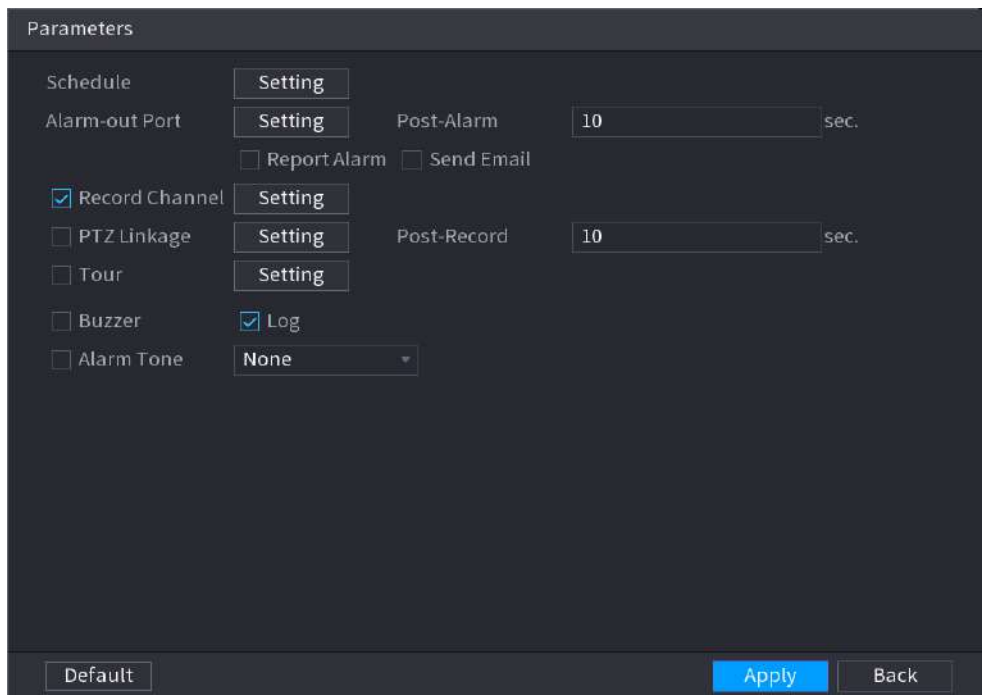 Parameters
Schedule Setting
Alarm-out Port Setting Post-Alarm 10 sec.
Report Alarm Send Email
Record Channel Setting
PTZ Linkage Setting Post-Record 10 sec.
Tour Setting
Buzzer Log
Alarm Tone None
Default Apply Back